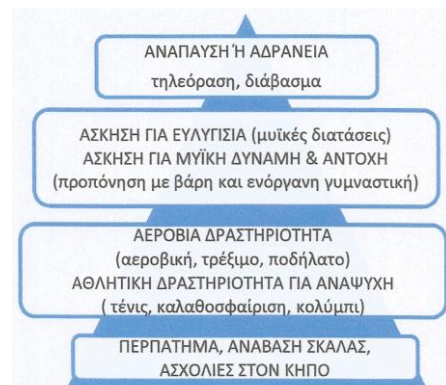 ΑΝΑΠΑΥΣΗ Ή ΑΔΡΑΝΕΙΑ
τηλεόραση, διάβασμα
ΑΣΚΗΣΗ ΓΙΑ ΕΥΛΥΓΙΣΙΑ (μυϊκές διατάσεις)
ΑΣΚΗΣΗ ΓΙΑ ΜΥΪΚΗ ΔΥΝΑΜΗ & ΑΝΤΟΧΗ
(προπόνηση με βάρη και ενόργανη γυμναστική)
ΑΕΡΟΒΙΑ ΔΡΑΣΤΗΡΙΟΤΗΤΑ
(αεροβική, τρέξιμο, ποδήλατο)
ΑΘΛΗΤΙΚΗ ΔΡΑΣΤΗΡΙΟΤΗΤΑ ΓΙΑ ΑΝΑΨΥΧΗ
( τένις, καλαθοσφαίριση, κολύμπι)
ΠΕΡΠΑΤΗΜΑ, ΑΝΑΒΑΣΗ ΣΚΑΛΑΣ,
ΑΣΧΟΛΙΕΣ ΣΤΟΝ ΚΗΠΟ